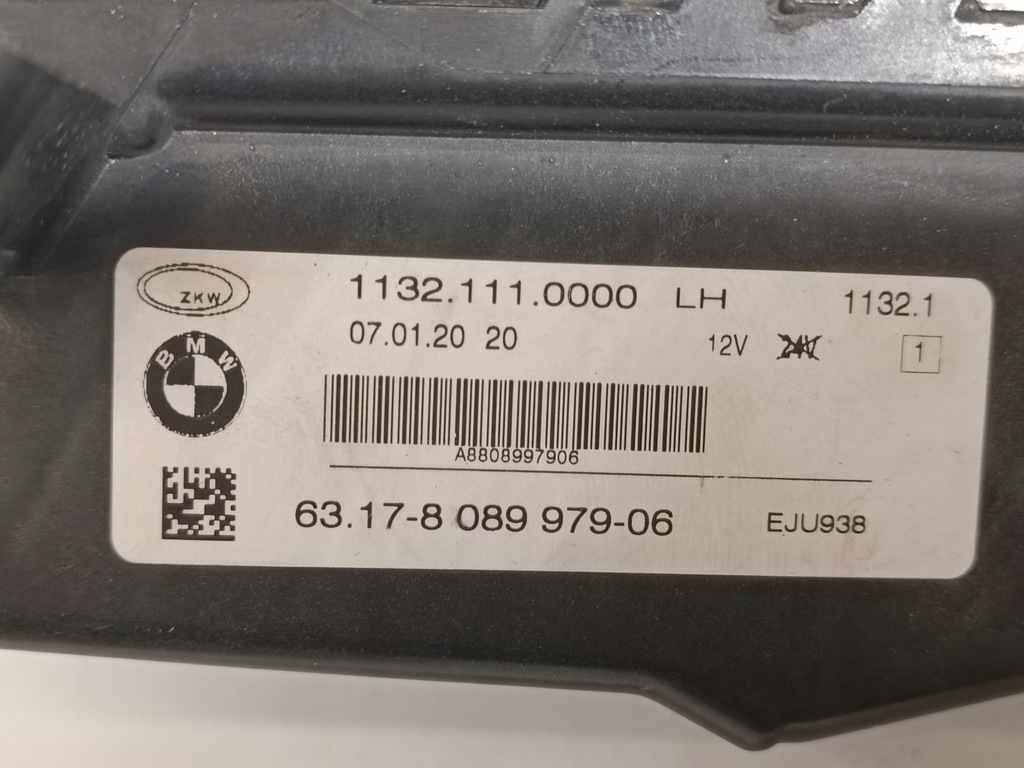 ZKW
1132.111.0000 LH 1132.1
07.01.20 20 12V 24V 1
BMW
A8808997906
63.17-8 089 979-06 EJU938